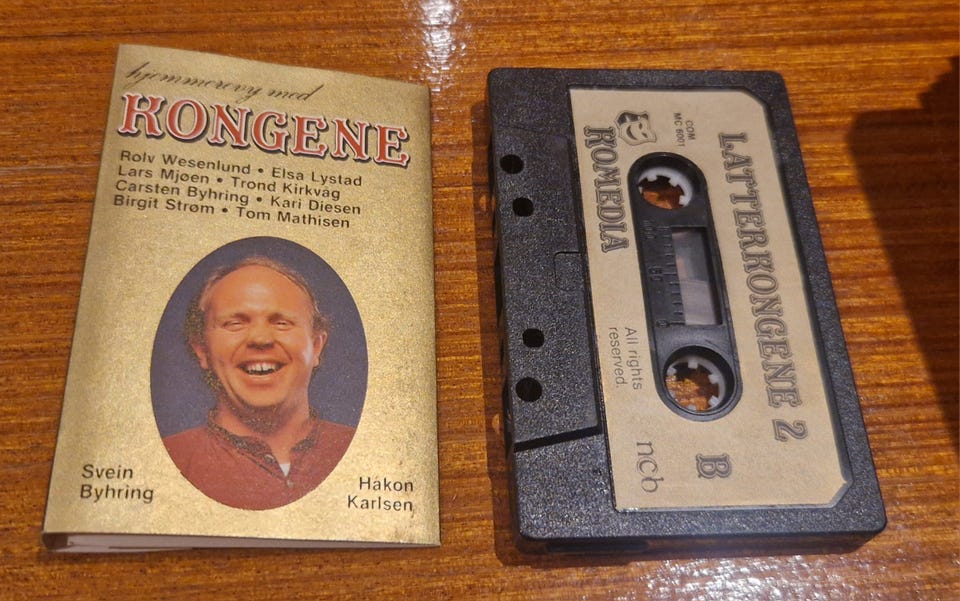 hjemmerevy med
KONGENE
Rolv Wesenlund • Elsa Lystad
Lars Mjøen • Trond Kirkvåg
Carsten Byhring • Kari Diesen
Birgit Strøm • Tom Mathisen
Svein
Byhring
Håkon
Karlsen
LATTERKONGENE 2
B
COM
MC 6001
KOMEDIA
All rights
reserved.
ncb